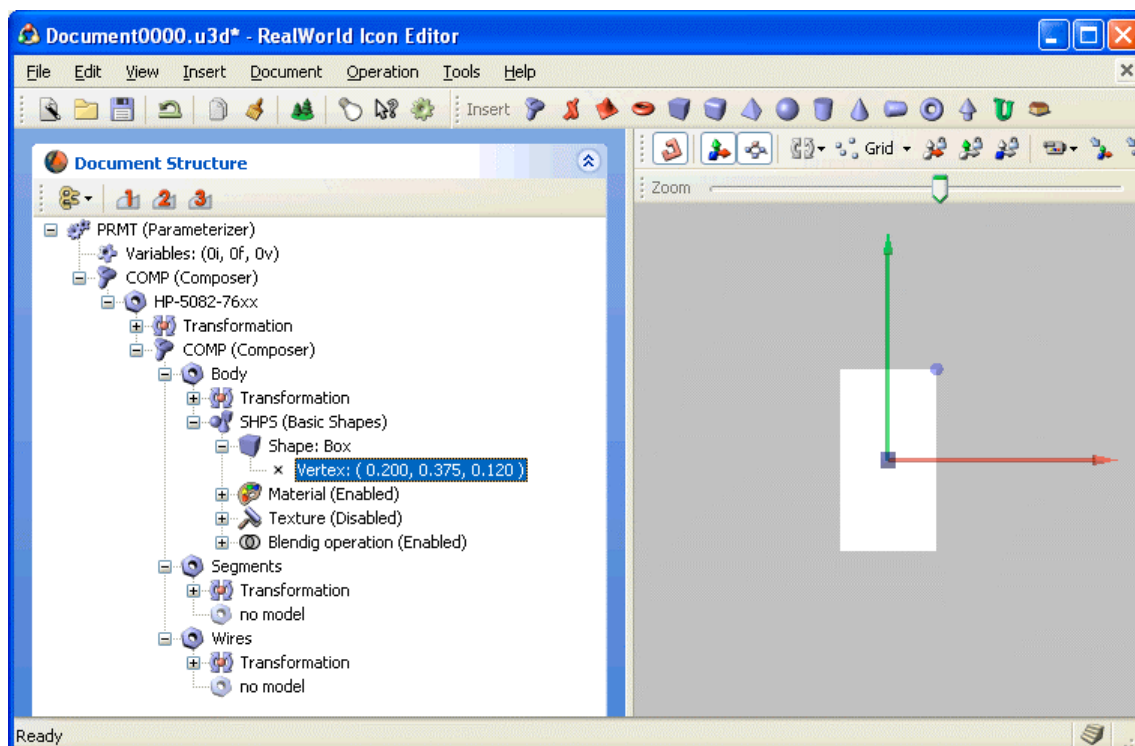 Document0000.u3d* - RealWorld Icon Editor
File Edit View Insert Document Operation Tools Help
Insert
Document Structure
Grid
Zoom
1 2 3
PRMT (Parameterizer)
Variables: (0i, 0f, 0v)
COMP (Composer)
HP-5082-76xx
Transformation
COMP (Composer)
Body
Transformation
SHPS (Basic Shapes)
Shape: Box
Vertex: ( 0.200, 0.375, 0.120 )
Material (Enabled)
Texture (Disabled)
Blendig operation (Enabled)
Segments
Transformation
no model
Wires
Transformation
no model
Ready